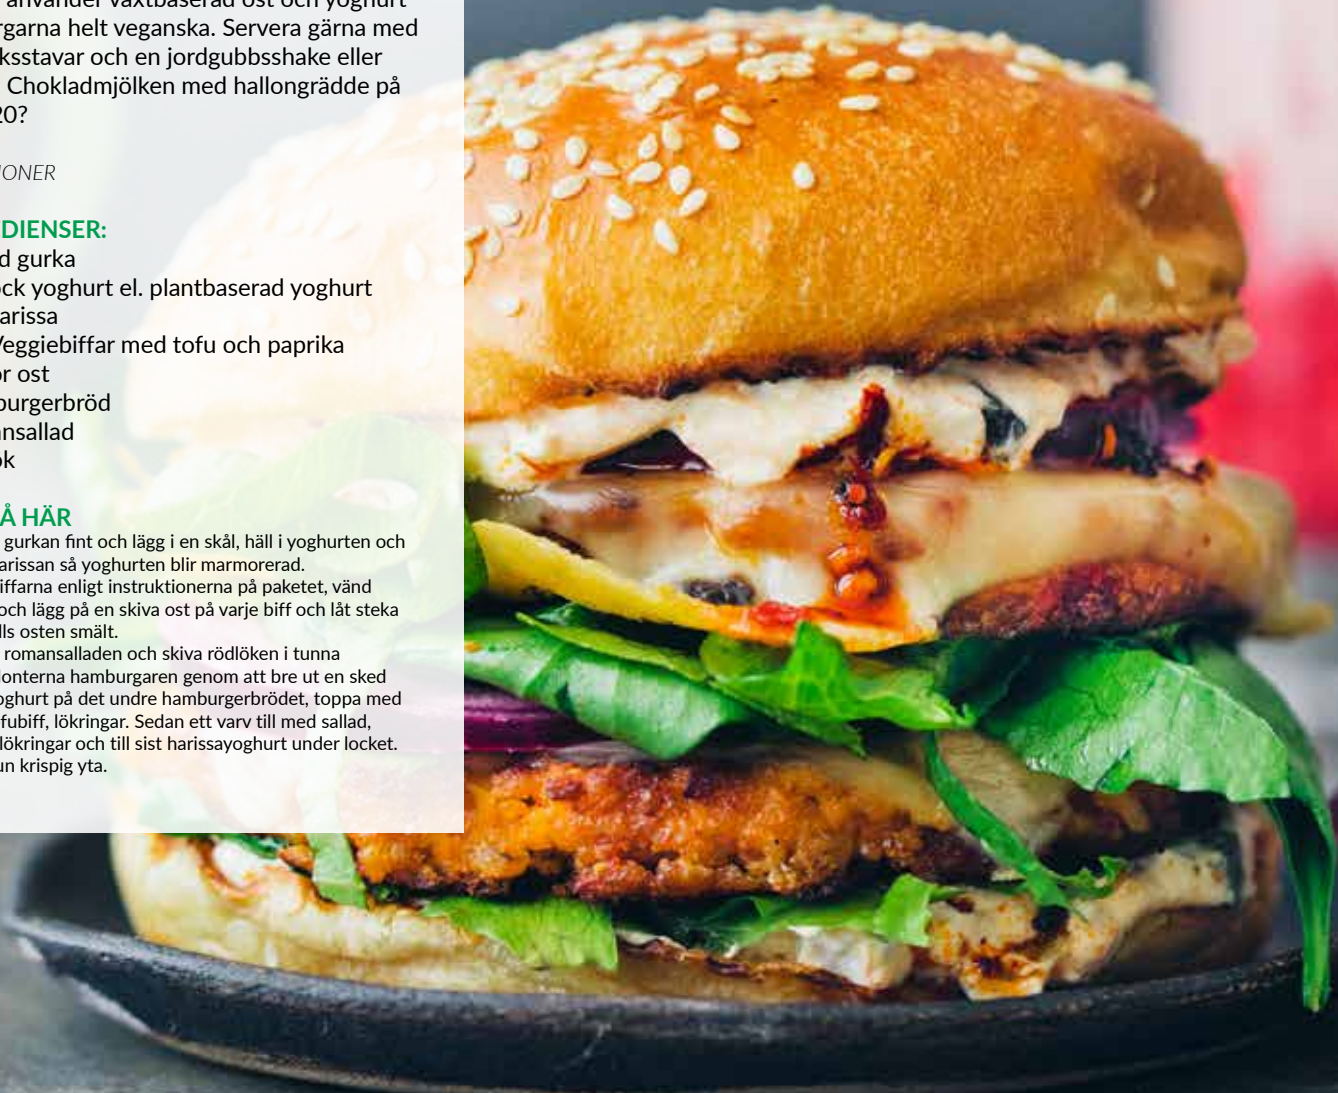 använder växtbaserad ost och yoghurt
rgarna helt veganska. Servera gärna med
ksstavar och en jordgubbsshake eller
Chokladmjölken med hallongrädde på
20?
IONER
DIENSER:
d gurka
ock yoghurt el. plantbaserad yoghurt
arissa
Veggiebiffar med tofu och paprika
or ost
burgerbröd
ansallad
ök
Å HÄR
gurkan fint och lägg i en skål, häll i yoghurten och
arissan så yoghurten blir marmorerad.
iffarna enligt instruktionerna på paketet, vänd
och lägg på en skiva ost på varje biff och låt steka
lls osten smält.
romansalladen och skiva rödlöken i tunna
Monterna hamburgaren genom att bre ut en sked
oghurt på det undre hamburgerbrödet, toppa med
fubiff, lökringar. Sedan ett varv till med sallad,
lökringar och till sist harissayoghurt under locket.
un krispig yta.